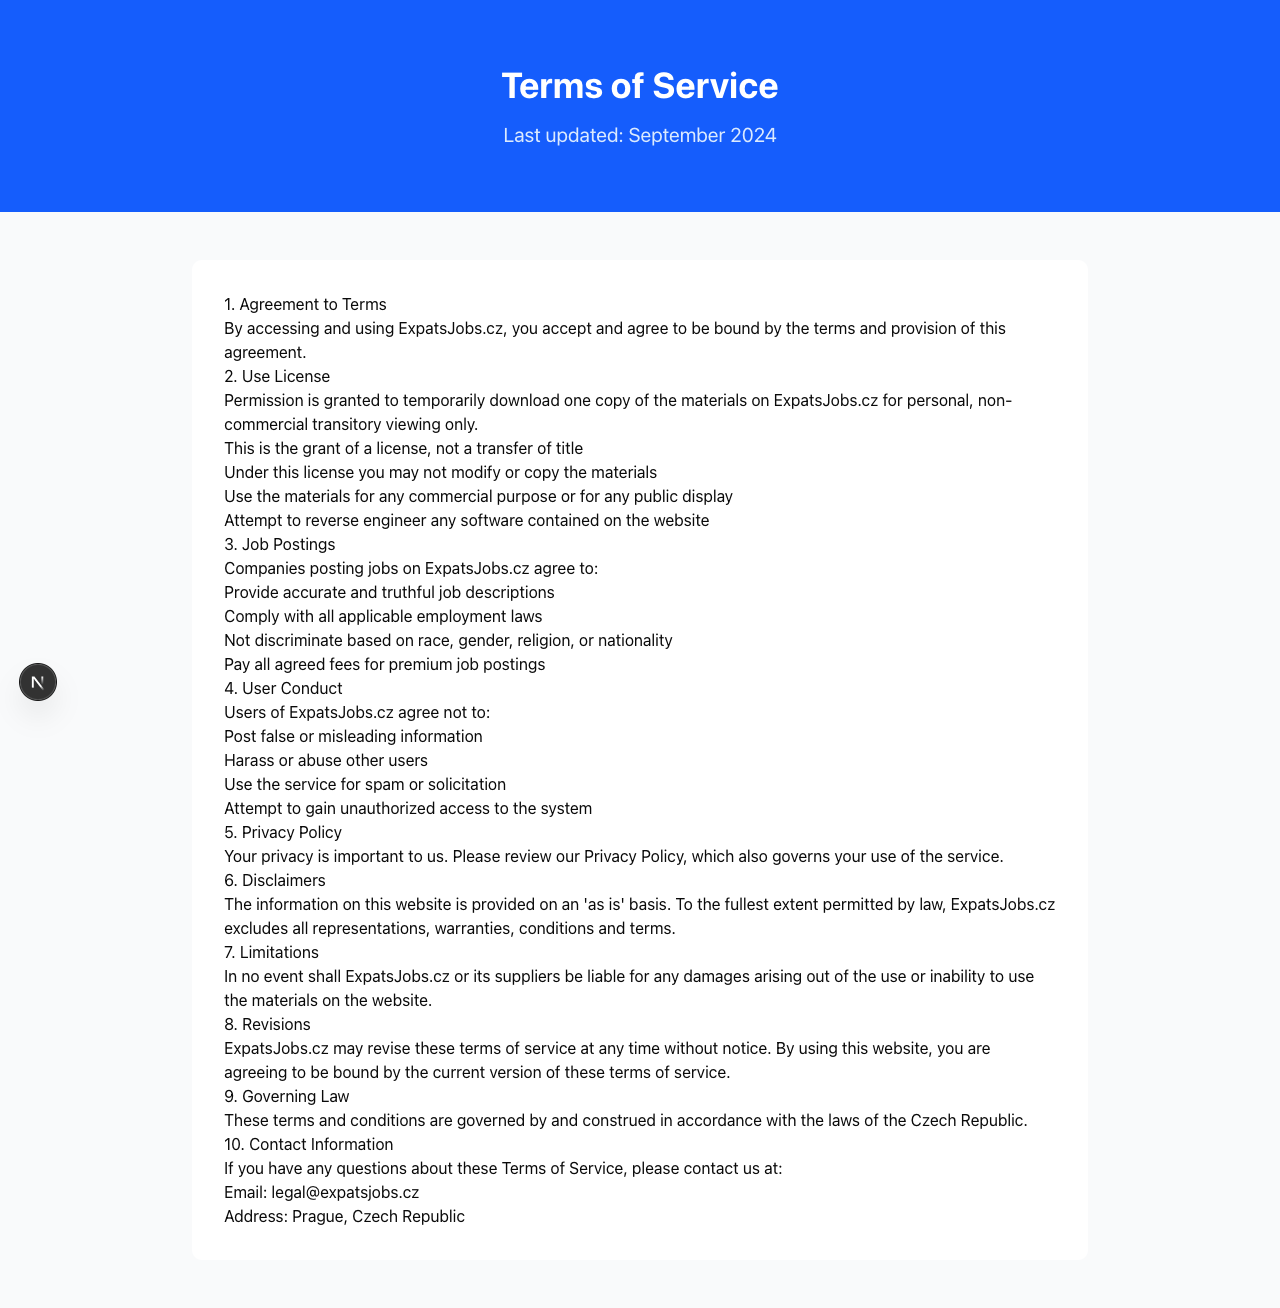 Terms of Service
Last updated: September 2024
1. Agreement to Terms
By accessing and using ExpatsJobs.cz, you accept and agree to be bound by the terms and provision of this
agreement.
2. Use License
Permission is granted to temporarily download one copy of the materials on ExpatsJobs.cz for personal, non-
commercial transitory viewing only.
This is the grant of a license, not a transfer of title
Under this license you may not modify or copy the materials
Use the materials for any commercial purpose or for any public display
Attempt to reverse engineer any software contained on the website
3. Job Postings
Companies posting jobs on ExpatsJobs.cz agree to:
Provide accurate and truthful job descriptions
Comply with all applicable employment laws
Not discriminate based on race, gender, religion, or nationality
Pay all agreed fees for premium job postings
N
4. User Conduct
Users of ExpatsJobs.cz agree not to:
Post false or misleading information
Harass or abuse other users
Use the service for spam or solicitation
Attempt to gain unauthorized access to the system
5. Privacy Policy
Your privacy is important to us. Please review our Privacy Policy, which also governs your use of the service.
6. Disclaimers
The information on this website is provided on an 'as is' basis. To the fullest extent permitted by law, ExpatsJobs.cz
excludes all representations, warranties, conditions and terms.
7. Limitations
In no event shall ExpatsJobs.cz or its suppliers be liable for any damages arising out of the use or inability to use
the materials on the website.
8. Revisions
ExpatsJobs.cz may revise these terms of service at any time without notice. By using this website, you are
agreeing to be bound by the current version of these terms of service.
9. Governing Law
These terms and conditions are governed by and construed in accordance with the laws of the Czech Republic.
10. Contact Information
If you have any questions about these Terms of Service, please contact us at:
Email: legal@expatsjobs.cz
Address: Prague, Czech Republic